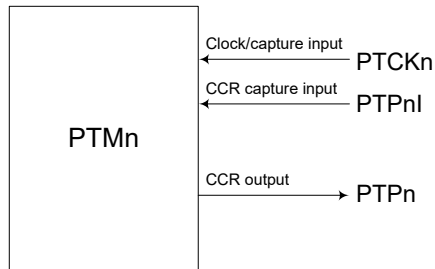 Clock/capture input
PTCKn
CCR capture input
PTPnI
PTMn
CCR output
PTPn